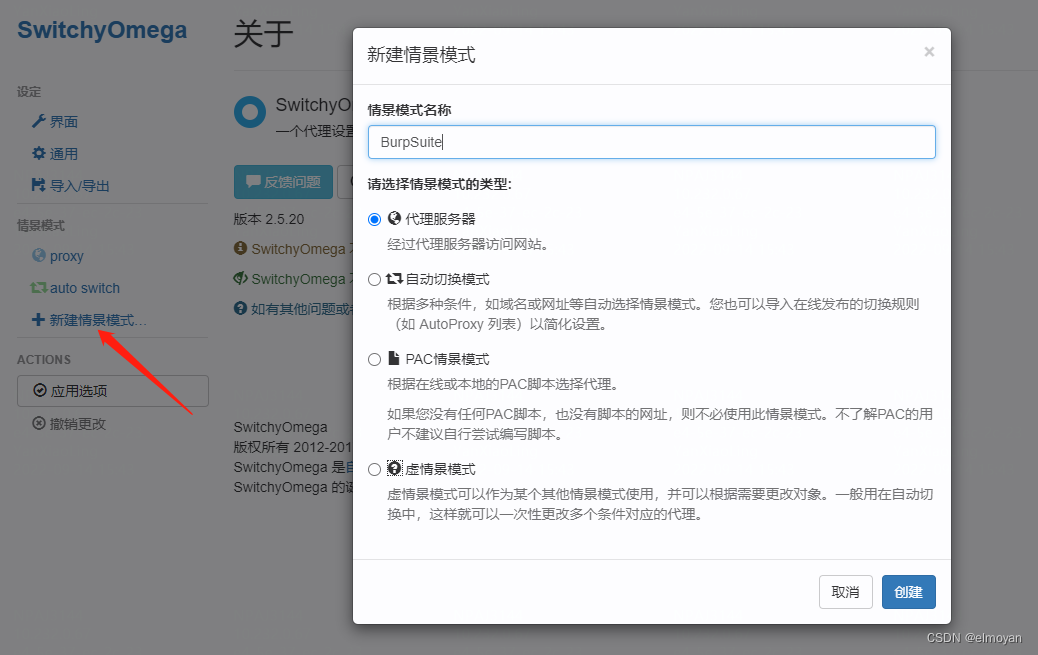 SwitchyOmega
设定
界面
通用
导入/导出
情景模式
proxy
auto switch
新建情景模式...
ACTIONS
应用选项
撤销更改
关于
SwitchyO
一个代理设置
反馈问题
版本 2.5.20
SwitchyOmega
SwitchyOmega
如有其他问题或
SwitchyOmega
版权所有 2012-201
SwitchyOmega 是自
SwitchyOmega 的
新建情景模式
×
情景模式名称
BurpSuite
请选择情景模式的类型:
代理服务器
经过代理服务器访问网站。
自动切换模式
根据多种条件，如域名或网址等自动选择情景模式。您也可以导入在线发布的切换规则
（如 AutoProxy 列表）以简化设置。
PAC情景模式
根据在线或本地的PAC脚本选择代理。
如果您没有任何PAC脚本，也没有脚本的网址，则不必使用此情景模式。不了解PAC的用
户不建议自行尝试编写脚本。
虚情景模式
虚情景模式可以作为某个其他情景模式使用，并可以根据需要更改对象。一般用在自动切
换中，这样就可以一次性更改多个条件对应的代理。
取消
创建
CSDN @elmoyan